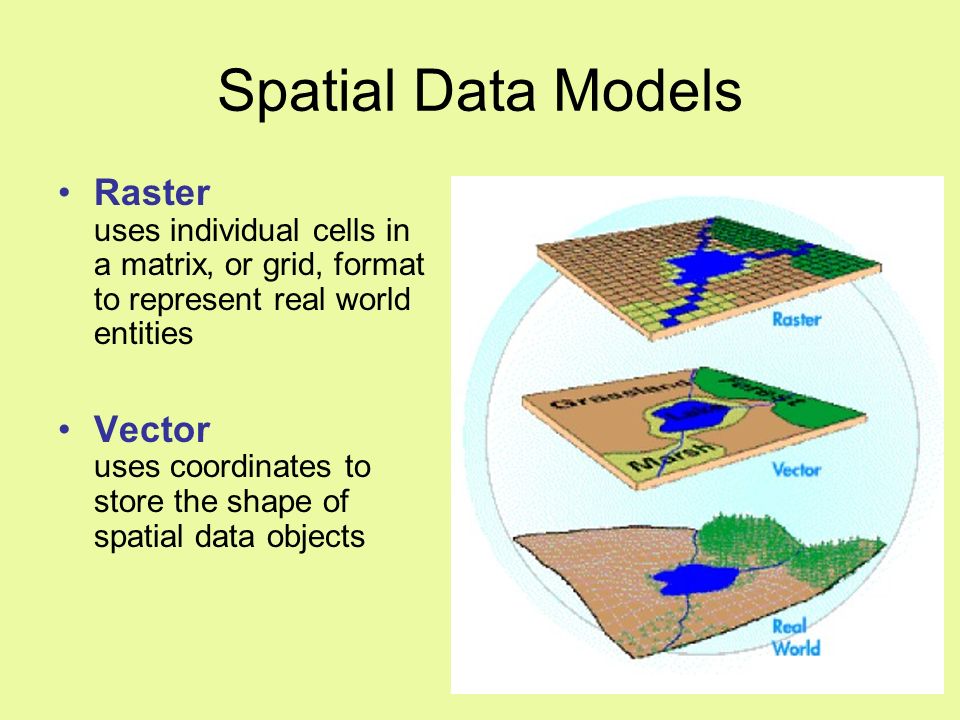 Spatial Data Models
• Raster
uses individual cells in
a matrix, or grid, format
to represent real world
entities
• Vector
uses coordinates to
store the shape of
spatial data objects
Raster
Grassland
Lake
Marsh
Vector
Real
World